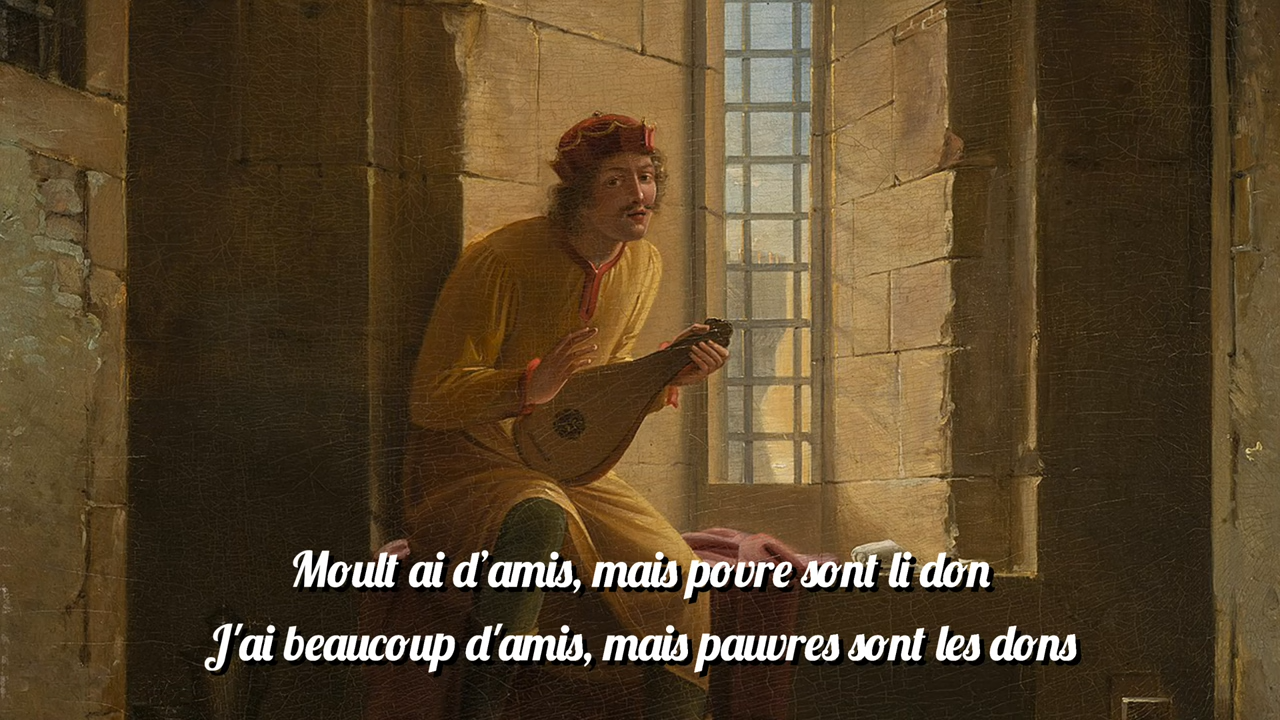 Moult ai d’amis, mais povre sont li don
J'ai beaucoup d'amis, mais pauvres sont les dons